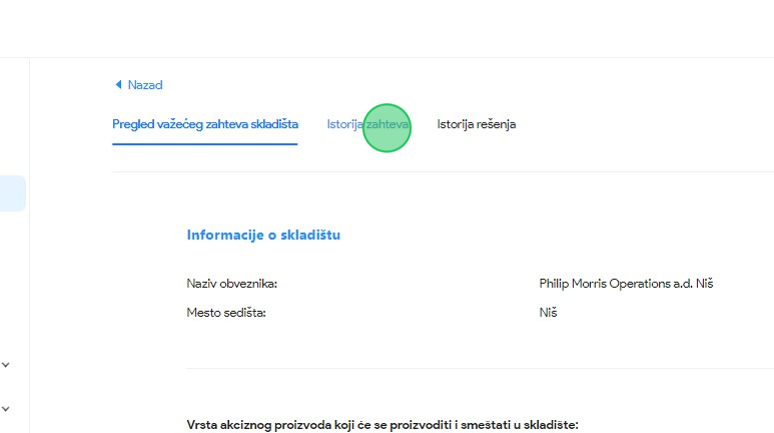 Nazad
Pregled važećeg zahteva skladišta Istorija zahteva Istorija rešenja
Informacije o skladištu
Naziv obveznika: Philip Morris Operations a.d. Niš
Mesto sedišta: Niš
Vrsta akciznog proizvoda koji će se proizvoditi i smeštati u skladište: